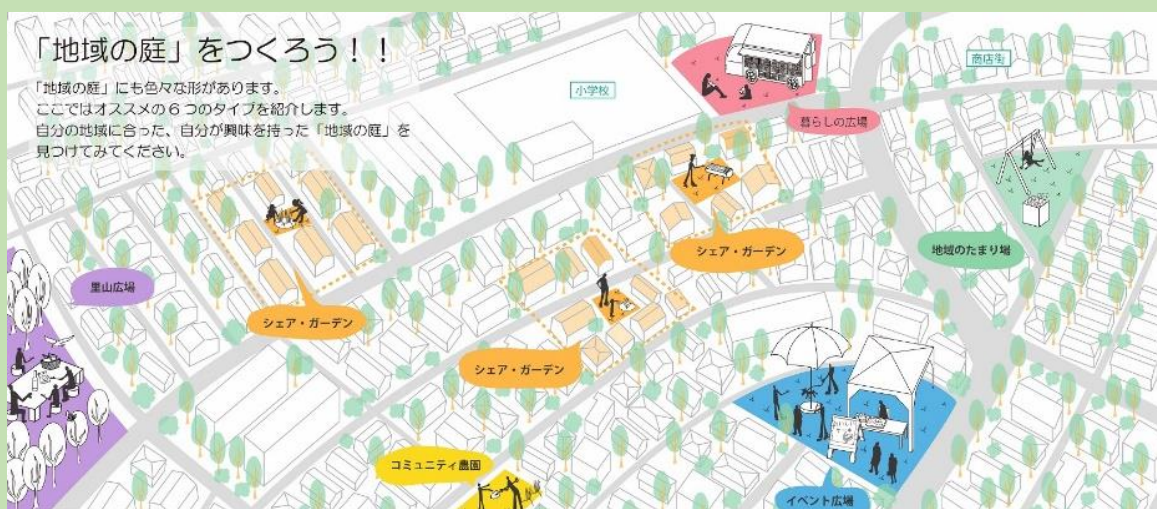 「地域の庭」をつくろう！！
「地域の庭」にも色々な形があります。
ここではオススメの６つのタイプを紹介します。
自分の地域に合った、自分が興味を持った「地域の庭」を
見つけてみてください。
小学校
商店街
暮らしの広場
シェア・ガーデン
地域のたまり場
里山広場
シェア・ガーデン
シェア・ガーデン
コミュニティ農園
イベント広場